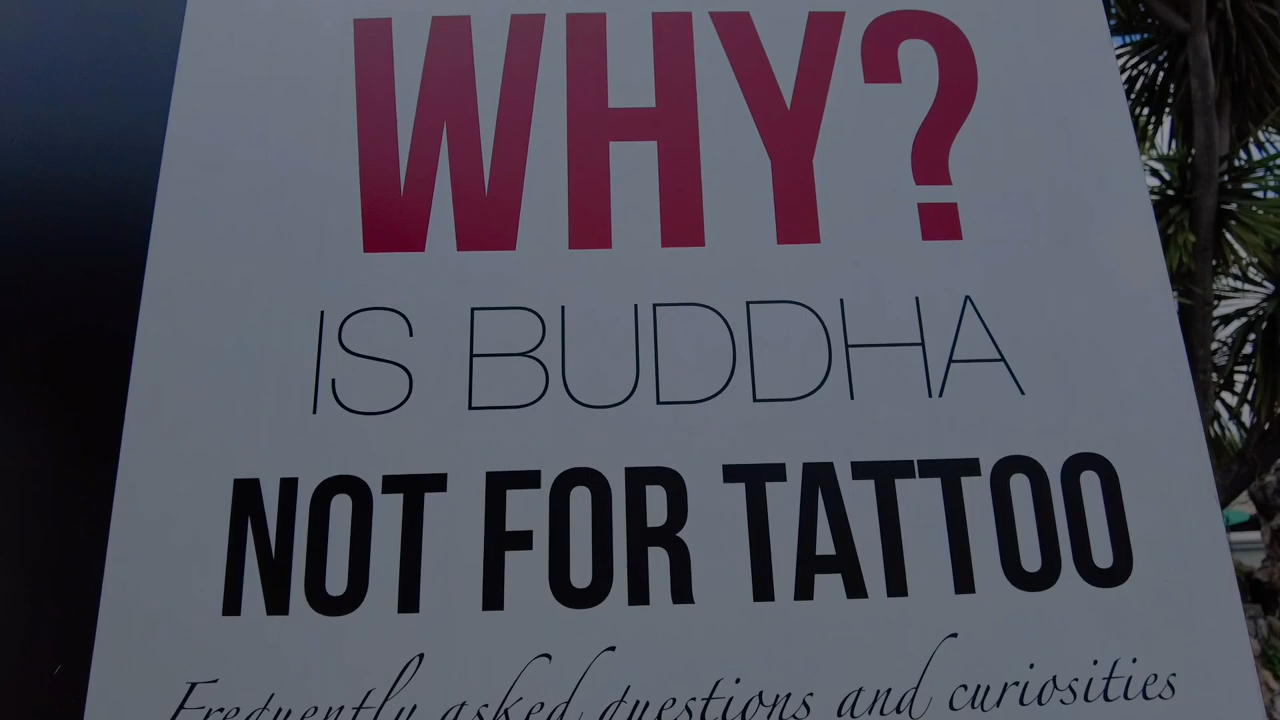 WHY?
IS BUDDHA
NOT FOR TATTOO
Frequently asked questions and curiosities